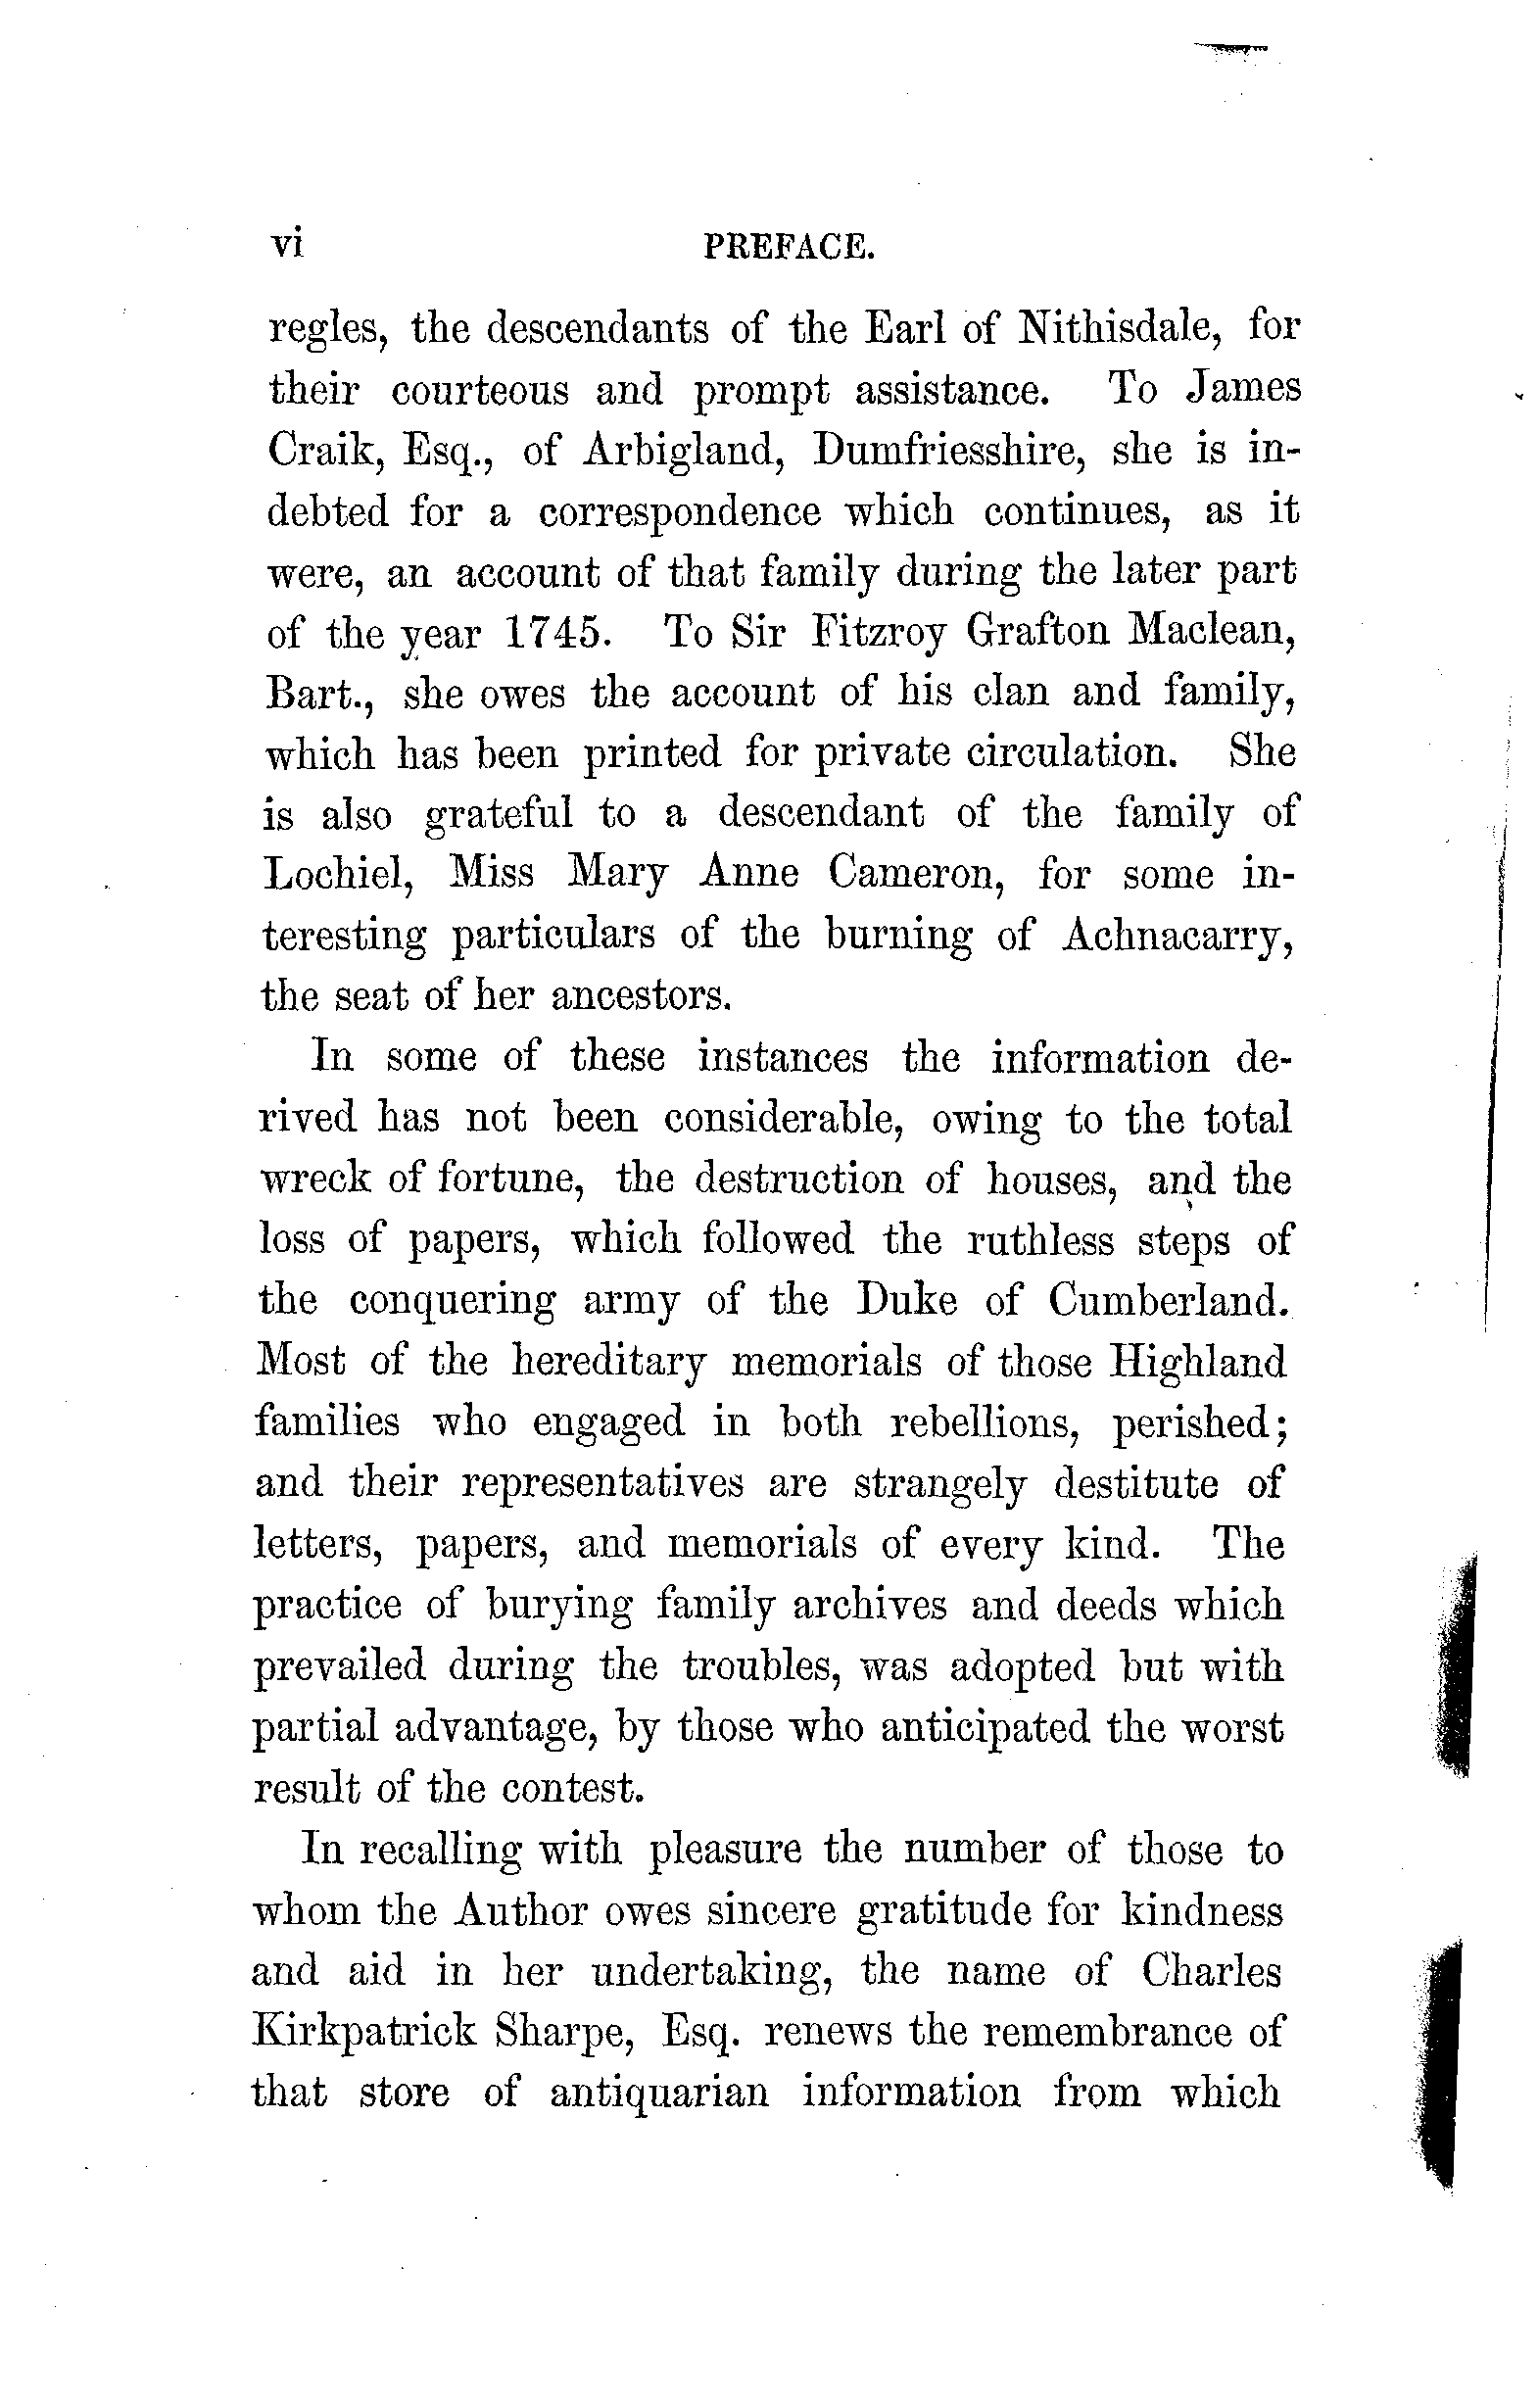 vi PREFACE.
regles, the descendants of the Earl of Nithisdale, for
their courteous and prompt assistance. To James
Craik, Esq., of Arbigland, Dumfriesshire, she is in-
debted for a correspondence which continues, as it
were, an account of that family during the later part
of the year 1745. To Sir Fitzroy Grafton Maclean,
Bart., she owes the account of his clan and family,
which has been printed for private circulation. She
is also grateful to a descendant of the family of
Lochiel, Miss Mary Anne Cameron, for some in-
teresting particulars of the burning of Achnacarry,
the seat of her ancestors.
In some of these instances the information de-
rived has not been considerable, owing to the total
wreck of fortune, the destruction of houses, and the
loss of papers, which followed the ruthless steps of
the conquering army of the Duke of Cumberland.
Most of the hereditary memorials of those Highland
families who engaged in both rebellions, perished;
and their representatives are strangely destitute of
letters, papers, and memorials of every kind. The
practice of burying family archives and deeds which
prevailed during the troubles, was adopted but with
partial advantage, by those who anticipated the worst
result of the contest.
In recalling with pleasure the number of those to
whom the Author owes sincere gratitude for kindness
and aid in her undertaking, the name of Charles
Kirkpatrick Sharpe, Esq. renews the remembrance of
that store of antiquarian information from which